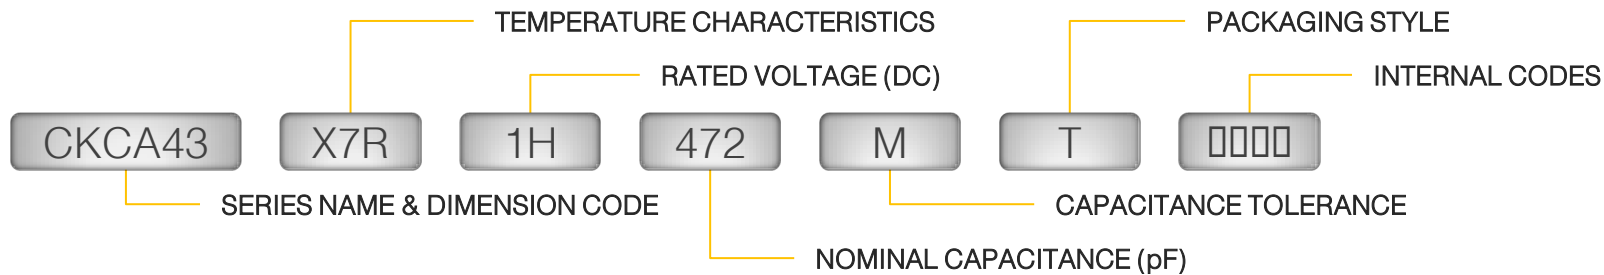 TEMPERATURE CHARACTERISTICS
PACKAGING STYLE
RATED VOLTAGE (DC)
INTERNAL CODES
CKCA43 X7R 1H 472 M T □□□□
SERIES NAME & DIMENSION CODE
CAPACITANCE TOLERANCE
NOMINAL CAPACITANCE (pF)